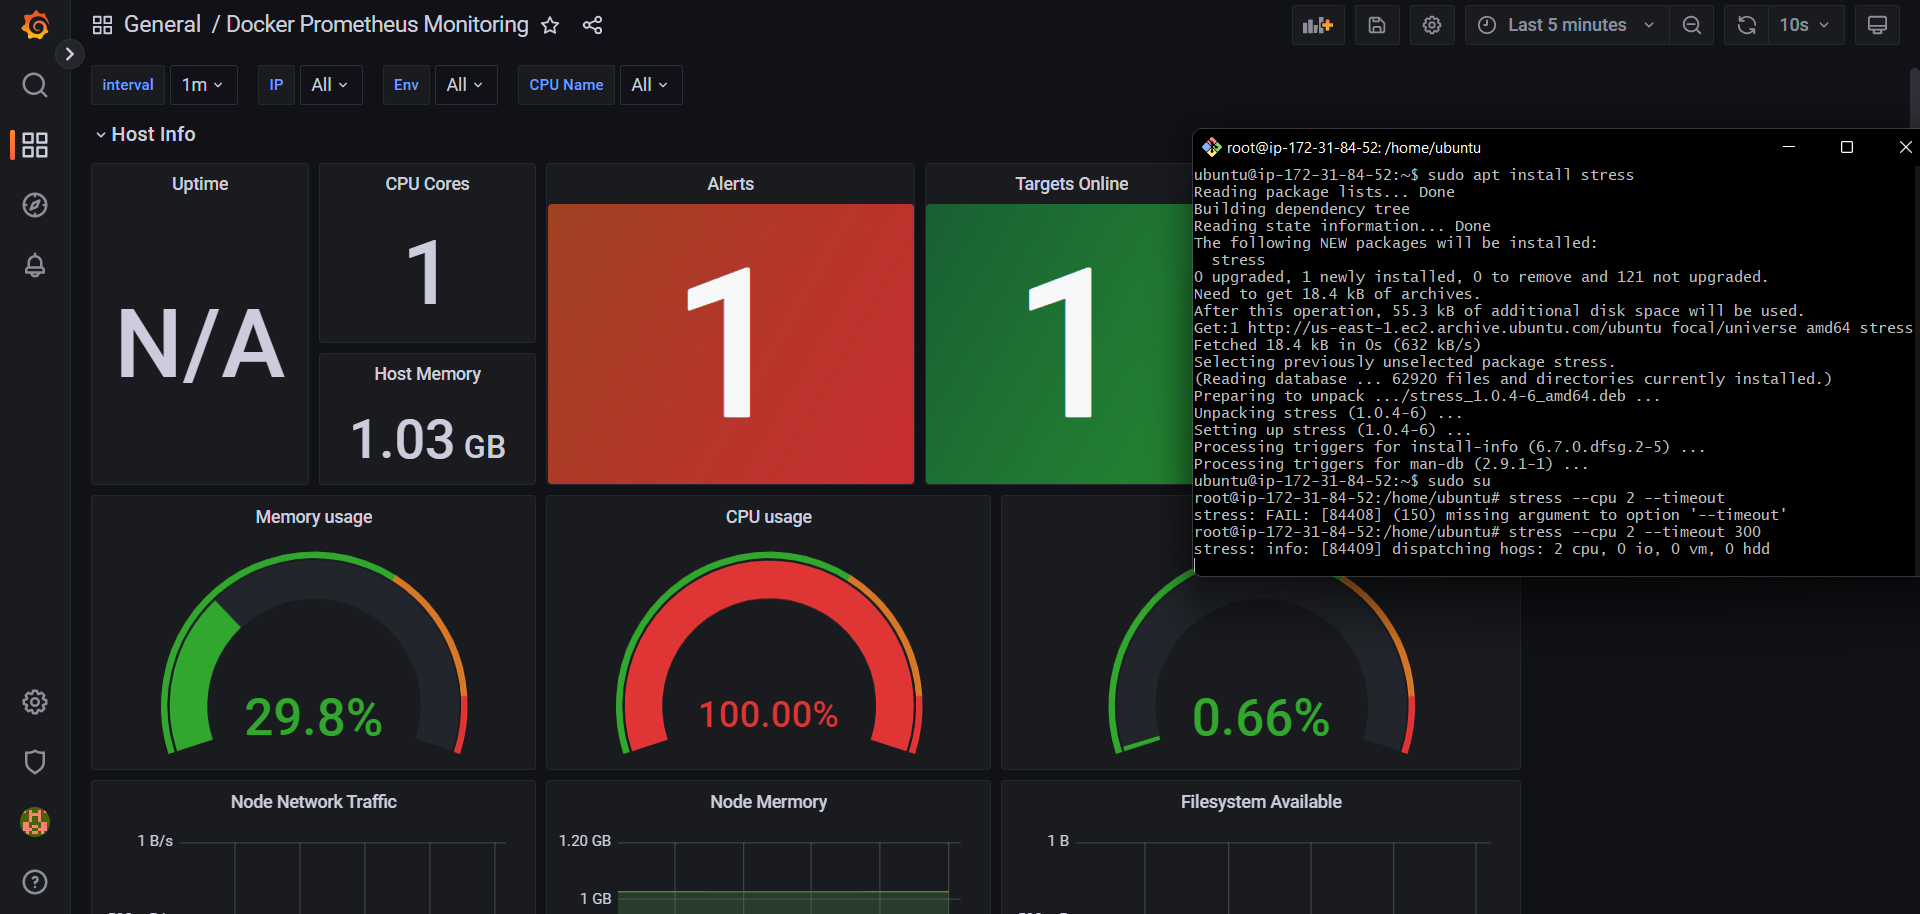 General / Docker Prometheus Monitoring
Last 5 minutes
10s
interval 1m IP All Env All CPU Name All
Host Info
Uptime
N/A
CPU Cores
1
Host Memory
1.03 GB
Alerts
1
Targets Online
1
Memory usage
29.8%
CPU usage
100.00%
0.66%
Node Network Traffic
1 B/s
Node Mermory
1.20 GB
1 GB
Filesystem Available
1 B
root@ip-172-31-84-52: /home/ubuntu
ubuntu@ip-172-31-84-52:~$ sudo apt install stress
Reading package lists... Done
Building dependency tree
Reading state information... Done
The following NEW packages will be installed:
stress
0 upgraded, 1 newly installed, 0 to remove and 121 not upgraded.
Need to get 18.4 kB of archives.
After this operation, 55.3 kB of additional disk space will be used.
Get:1 http://us-east-1.ec2.archive.ubuntu.com/ubuntu focal/universe amd64 stress
Fetched 18.4 kB in 0s (632 kB/s)
Selecting previously unselected package stress.
(Reading database ... 62920 files and directories currently installed.)
Preparing to unpack .../stress_1.0.4-6_amd64.deb ...
Unpacking stress (1.0.4-6) ...
Setting up stress (1.0.4-6) ...
Processing triggers for install-info (6.7.0.dfsg.2-5) ...
Processing triggers for man-db (2.9.1-1) ...
ubuntu@ip-172-31-84-52:~$ sudo su
root@ip-172-31-84-52:/home/ubuntu# stress --cpu 2 --timeout
stress: FAIL: [84408] (150) missing argument to option '--timeout'
root@ip-172-31-84-52:/home/ubuntu# stress --cpu 2 --timeout 300
stress: info: [84409] dispatching hogs: 2 cpu, 0 io, 0 vm, 0 hdd